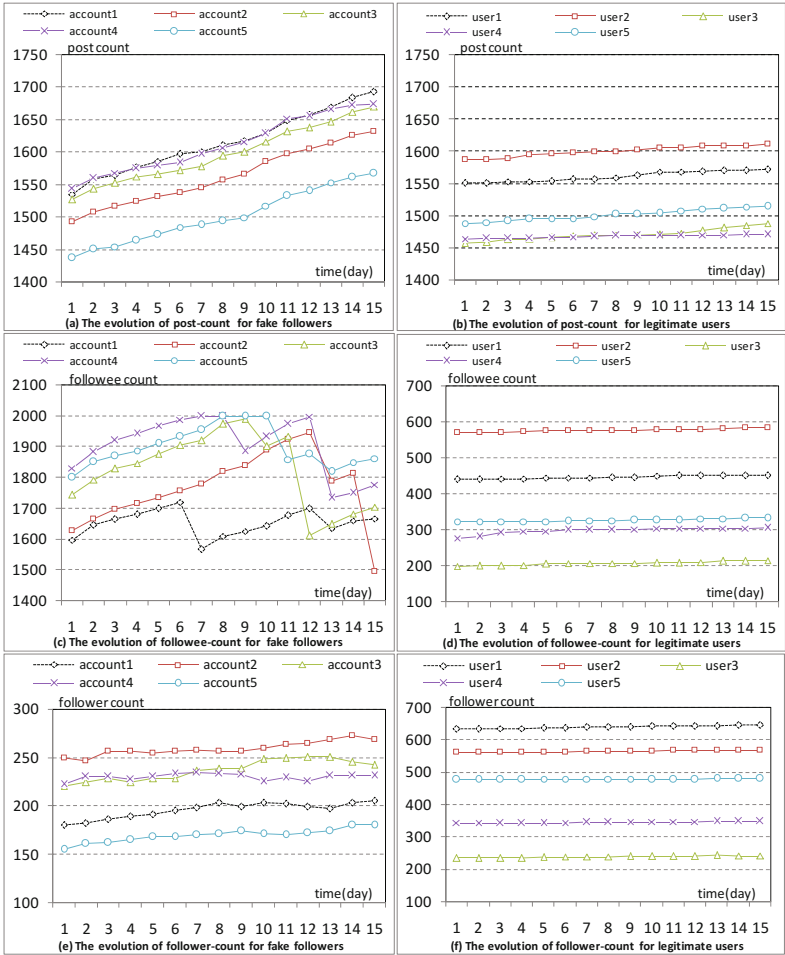 account1 account2 account3
account4 account5
post count
1750
1700
1650
1600
1550
1500
1450
1400
time(day)
1 2 3 4 5 6 7 8 9 10 11 12 13 14 15
(a) The evolution of post-count for fake followers
user1 user2 user3
user4 user5
post count
1750
1700
1650
1600
1550
1500
1450
1400
time(day)
1 2 3 4 5 6 7 8 9 10 11 12 13 14 15
(b) The evolution of post-count for legitimate users
account1 account2 account3
account4 account5
followee count
2100
2000
1900
1800
1700
1600
1500
1400
time(day)
1 2 3 4 5 6 7 8 9 10 11 12 13 14 15
(c) The evolution of followee-count for fake followers
user1 user2 user3
user4 user5
followee count
700
600
500
400
300
200
100
time(day)
1 2 3 4 5 6 7 8 9 10 11 12 13 14 15
(d) The evolution of followee-count for legitimate users
account1 account2 account3
account4 account5
follower count
300
250
200
150
100
time(day)
1 2 3 4 5 6 7 8 9 10 11 12 13 14 15
(e) The evolution of follower-count for fake followers
user1 user2 user3
user4 user5
follower count
700
600
500
400
300
200
100
time(day)
1 2 3 4 5 6 7 8 9 10 11 12 13 14 15
(f) The evolution of follower-count for legitimate users